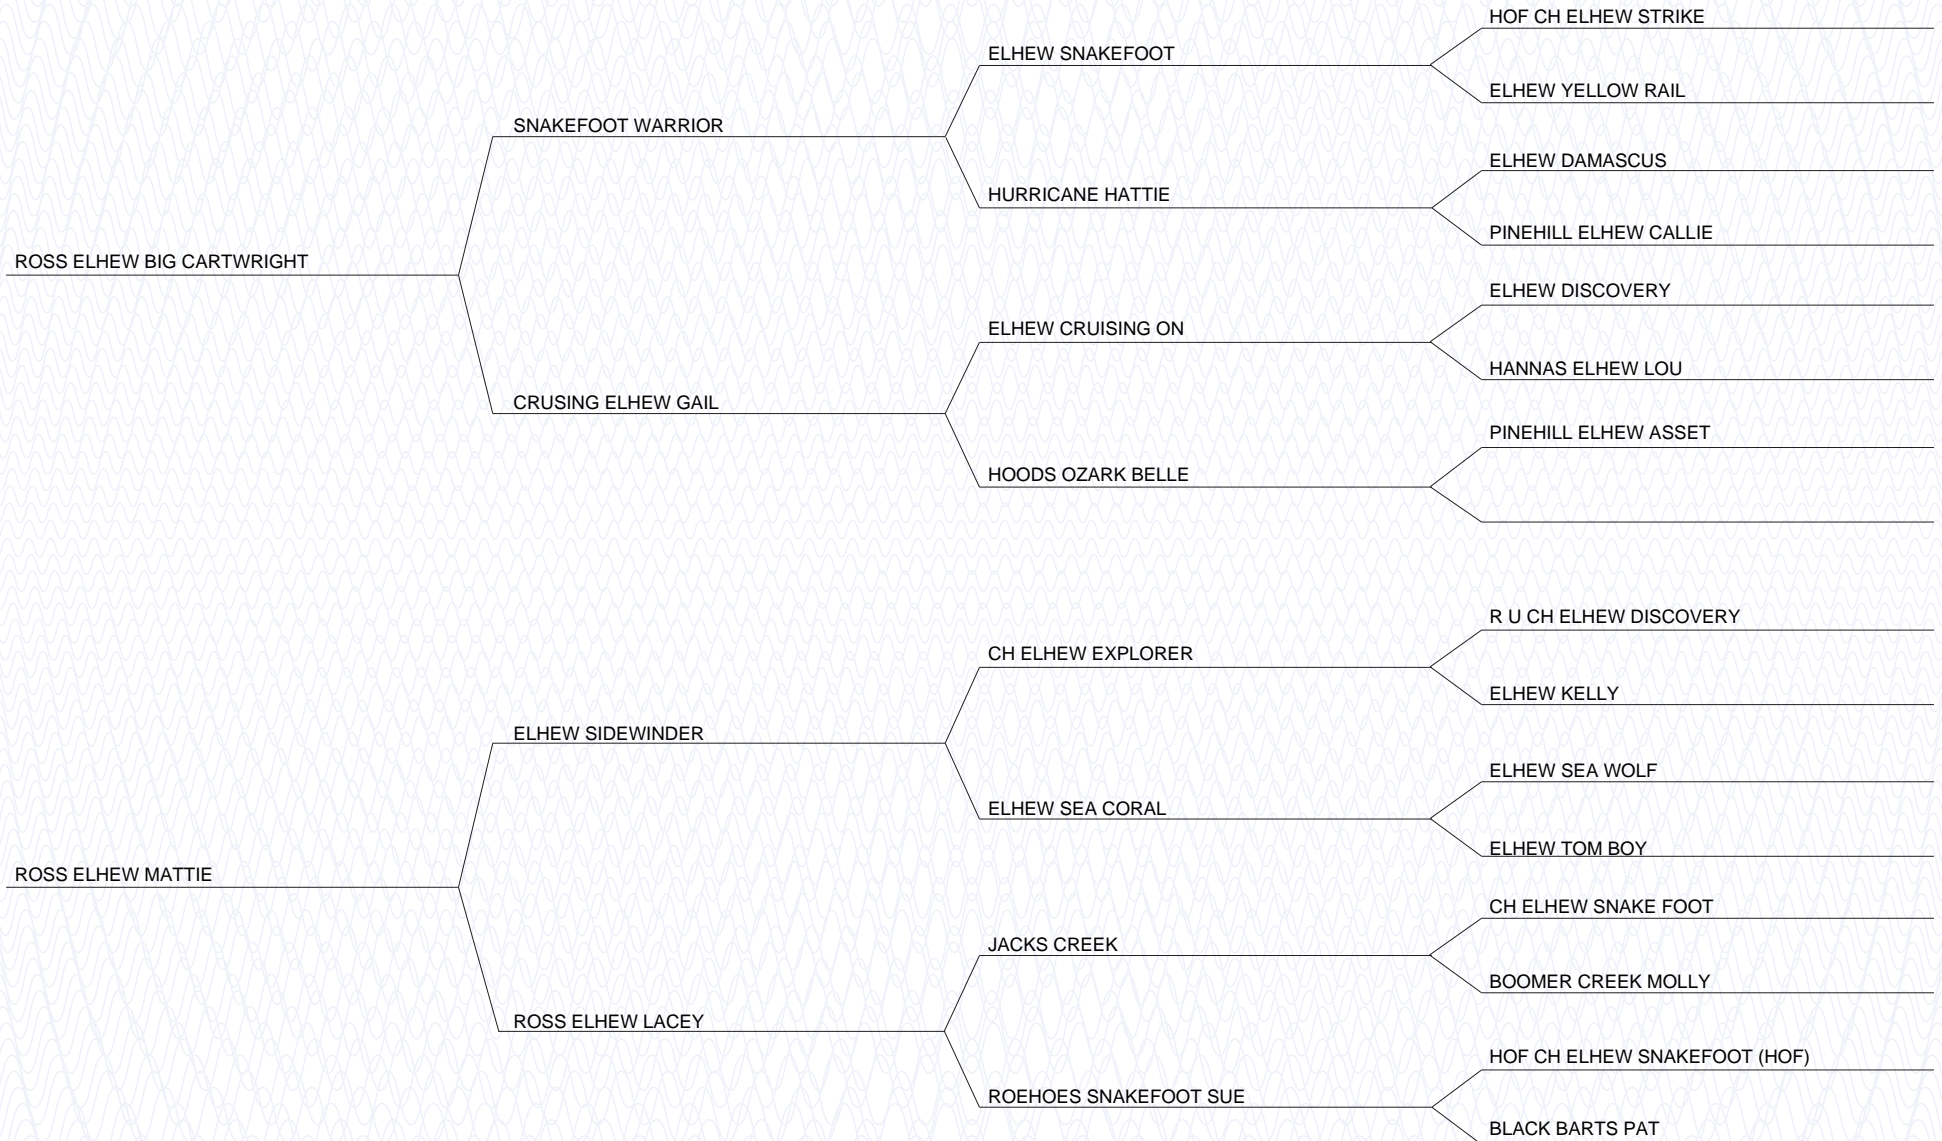 HOF CH ELHEW STRIKE
ELHEW SNAKEFOOT
ELHEW YELLOW RAIL
SNAKEFOOT WARRIOR
ELHEW DAMASCUS
HURRICANE HATTIE
PINEHILL ELHEW CALLIE
ROSS ELHEW BIG CARTWRIGHT
ELHEW DISCOVERY
ELHEW CRUISING ON
HANNAS ELHEW LOU
CRUSING ELHEW GAIL
PINEHILL ELHEW ASSET
HOODS OZARK BELLE
R U CH ELHEW DISCOVERY
CH ELHEW EXPLORER
ELHEW KELLY
ELHEW SIDEWINDER
ELHEW SEA WOLF
ELHEW SEA CORAL
ELHEW TOM BOY
ROSS ELHEW MATTIE
CH ELHEW SNAKE FOOT
JACKS CREEK
BOOMER CREEK MOLLY
ROSS ELHEW LACEY
HOF CH ELHEW SNAKEFOOT (HOF)
ROEHOES SNAKEFOOT SUE
BLACK BARTS PAT